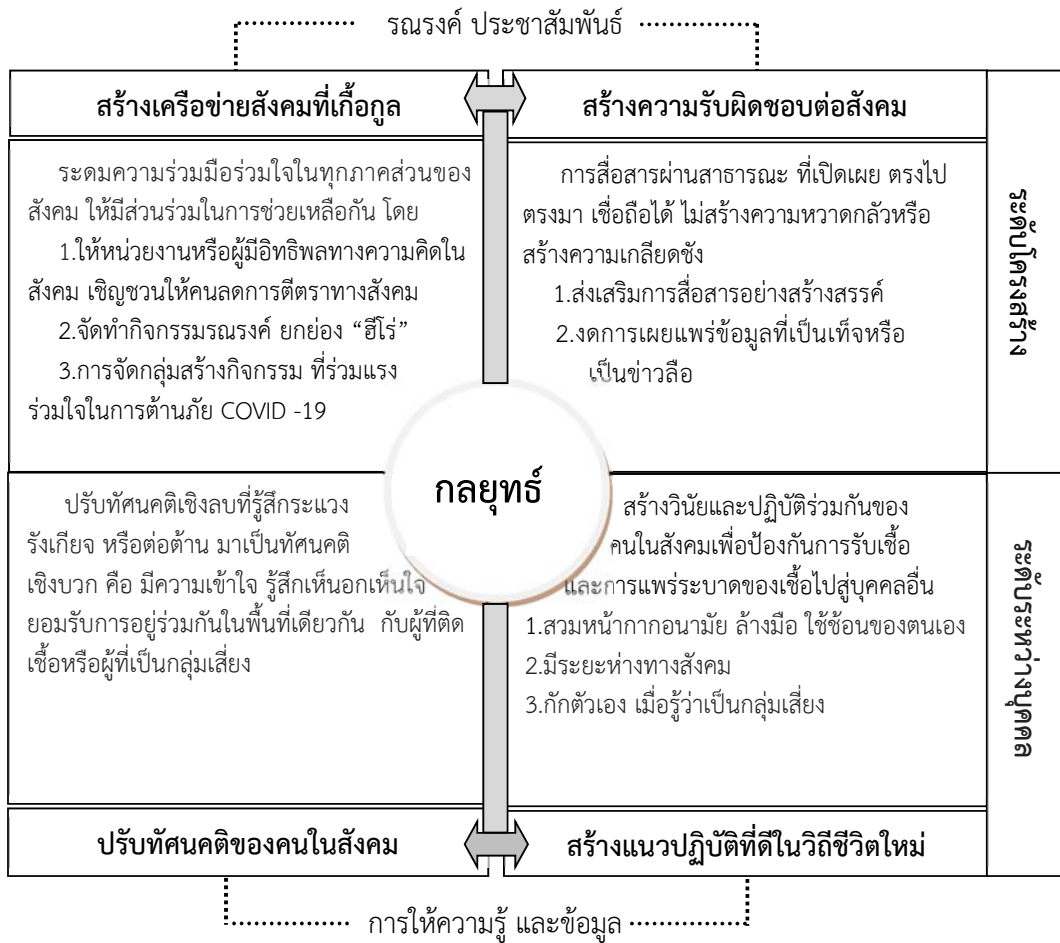 รณรงค์ ประชาสัมพันธ์
สร้างเครือข่ายสังคมที่เกื้อกูล
ระดมความร่วมมือร่วมใจในทุกภาคส่วนของ
สังคม ให้มีส่วนร่วมในการช่วยเหลือกัน โดย
1.ให้หน่วยงานหรือผู้มีอิทธิพลทางความคิดใน
สังคม เชิญชวนให้คนลดการตีตราทางสังคม
2.จัดทำกิจกรรมรณรงค์ ยกย่อง “ฮีโร่”
3.การจัดกลุ่มสร้างกิจกรรม ที่ร่วมแรง
ร่วมใจในการต้านภัย COVID -19
สร้างความรับผิดชอบต่อสังคม
การสื่อสารผ่านสาธารณะ ที่เปิดเผย ตรงไป
ตรงมา เชื่อถือได้ ไม่สร้างความหวาดกลัวหรือ
สร้างความเกลียดชัง
1.ส่งเสริมการสื่อสารอย่างสร้างสรรค์
2.งดการเผยแพร่ข้อมูลที่เป็นเท็จหรือ
เป็นข่าวลือ
ระดับโครงสร้าง
กลยุทธ์
ปรับทัศนคติเชิงลบที่รู้สึกระแวง
รังเกียจ หรือต่อต้าน มาเป็นทัศนคติ
เชิงบวก คือ มีความเข้าใจ รู้สึกเห็นอกเห็นใจ
ยอมรับการอยู่ร่วมกันในพื้นที่เดียวกัน กับผู้ที่ติด
เชื้อหรือผู้ที่เป็นกลุ่มเสี่ยง
ปรับทัศนคติของคนในสังคม
สร้างวินัยและปฏิบัติร่วมกันของ
คนในสังคมเพื่อป้องกันการรับเชื้อ
และการแพร่ระบาดของเชื้อไปสู่บุคคลอื่น
1.สวมหน้ากากอนามัย ล้างมือ ใช้ช้อนของตนเอง
2.มีระยะห่างทางสังคม
3.กักตัวเอง เมื่อรู้ว่าเป็นกลุ่มเสี่ยง
สร้างแนวปฏิบัติที่ดีในวิถีชีวิตใหม่
ระดับระหว่างบุคคล
การให้ความรู้ และข้อมูล